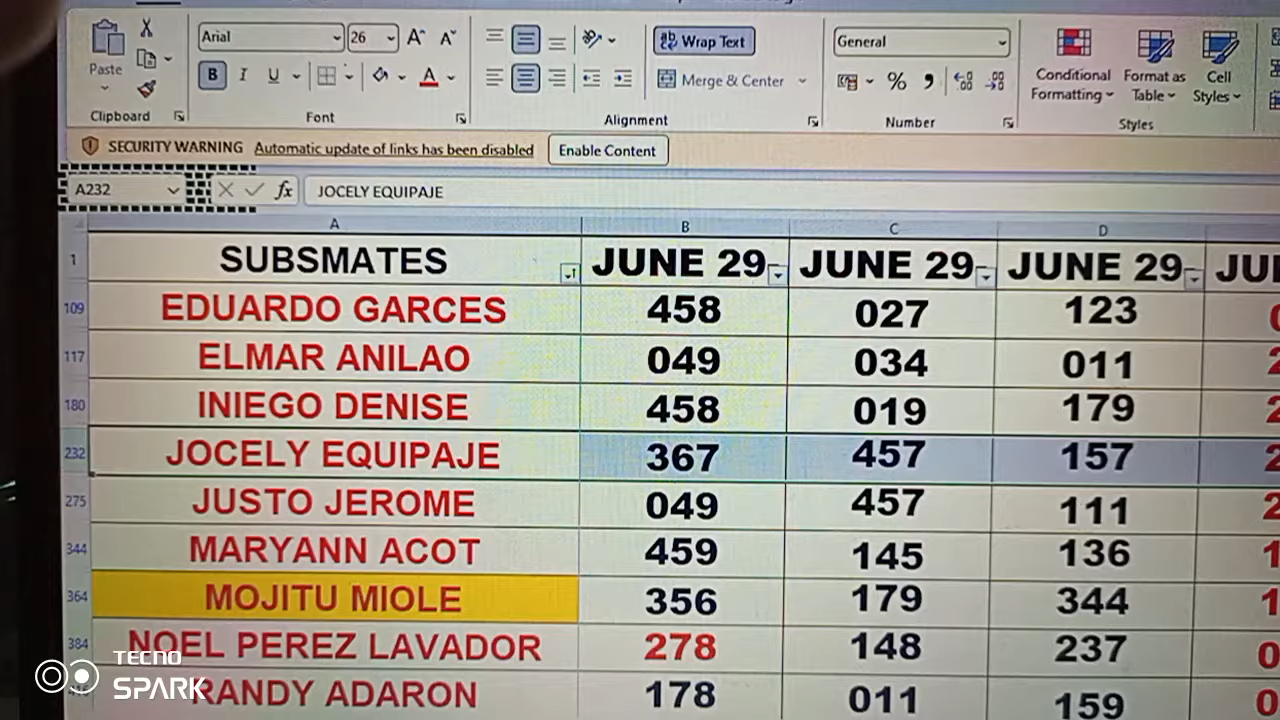 Arial 26 A^ A˅ Wrap Text General
Paste B I U A Merge & Center % , Conditional Formatting Format as Table Cell Styles
Clipboard Font Alignment Number Styles
SECURITY WARNING Automatic update of links has been disabled Enable Content
A232 fx JOCELY EQUIPAJE
A B C D
1 SUBSMATES JUNE 29 JUNE 29 JUNE 29
109 EDUARDO GARCES 458 027 123
117 ELMAR ANILAO 049 034 011
180 INIEGO DENISE 458 019 179
232 JOCELY EQUIPAJE 367 457 157
275 JUSTO JEROME 049 457 111
344 MARYANN ACOT 459 145 136
364 MOJITU MIOLE 356 179 344
384 NOEL PEREZ LAVADOR 278 148 237
RANDY ADARON 178 011 159
TECNO
SPARK